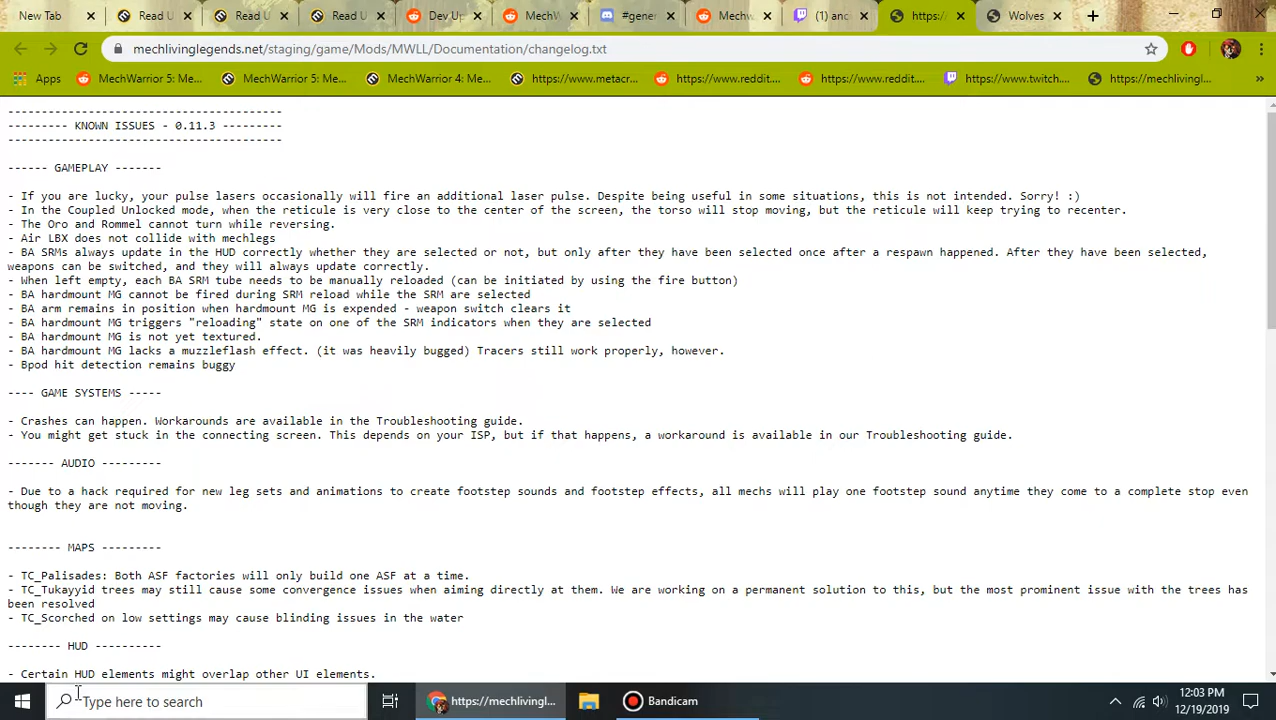 New Tab
Read U
Read U
Read U
Dev Up
MechW
#gener
Mechw
(1) anc
https:/
Wolves
mechlivinglegends.net/staging/game/Mods/MWLL/Documentation/changelog.txt
Apps
MechWarrior 5: Me...
MechWarrior 5: Me...
MechWarrior 4: Me...
https://www.metacr...
https://www.reddit....
https://www.reddit....
https://www.twitch....
https://mechlivingl...
»
---------------------------------------
--------- KNOWN ISSUES - 0.11.3 ---------
---------------------------------------
------ GAMEPLAY -------
- If you are lucky, your pulse lasers occasionally will fire an additional laser pulse. Despite being useful in some situations, this is not intended. Sorry! :)
- In the Coupled Unlocked mode, when the reticule is very close to the center of the screen, the torso will stop moving, but the reticule will keep trying to recenter.
- The Oro and Rommel cannot turn while reversing.
- Air LBX does not collide with mechlegs
- BA SRMs always update in the HUD correctly whether they are selected or not, but only after they have been selected once after a respawn happened. After they have been selected,
weapons can be switched, and they will always update correctly.
- When left empty, each BA SRM tube needs to be manually reloaded (can be initiated by using the fire button)
- BA hardmount MG cannot be fired during SRM reload while the SRM are selected
- BA arm remains in position when hardmount MG is expended - weapon switch clears it
- BA hardmount MG triggers "reloading" state on one of the SRM indicators when they are selected
- BA hardmount MG is not yet textured.
- BA hardmount MG lacks a muzzleflash effect. (it was heavily bugged) Tracers still work properly, however.
- Bpod hit detection remains buggy
---- GAME SYSTEMS -----
- Crashes can happen. Workarounds are available in the Troubleshooting guide.
- You might get stuck in the connecting screen. This depends on your ISP, but if that happens, a workaround is available in our Troubleshooting guide.
------- AUDIO ---------
- Due to a hack required for new leg sets and animations to create footstep sounds and footstep effects, all mechs will play one footstep sound anytime they come to a complete stop even
though they are not moving.
-------- MAPS ---------
- TC_Palisades: Both ASF factories will only build one ASF at a time.
- TC_Tukayyid trees may still cause some convergence issues when aiming directly at them. We are working on a permanent solution to this, but the most prominent issue with the trees has
been resolved
- TC_Scorched on low settings may cause blinding issues in the water
-------- HUD ----------
- Certain HUD elements might overlap other UI elements.
Type here to search
https://mechlivingl...
Bandicam
12:03 PM
12/19/2019